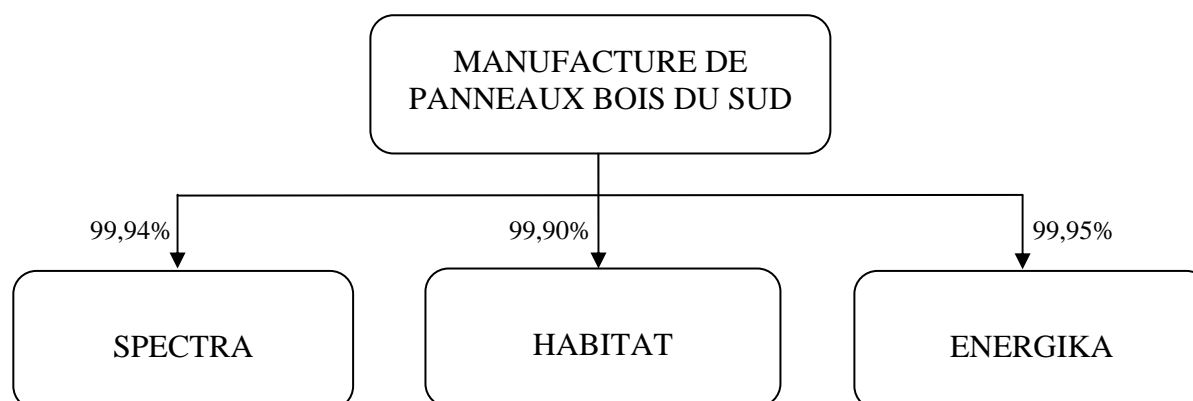 MANUFACTURE DE
PANNEAUX BOIS DU SUD
99,94%
99,90%
99,95%
SPECTRA
HABITAT
ENERGIKA